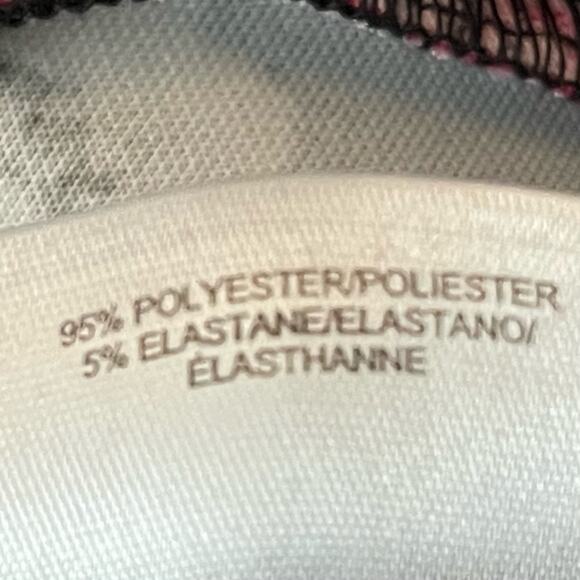 95% POLYESTER/POLIESTER
5% ELASTANE/ELASTANO/
ÉLASTHANNE